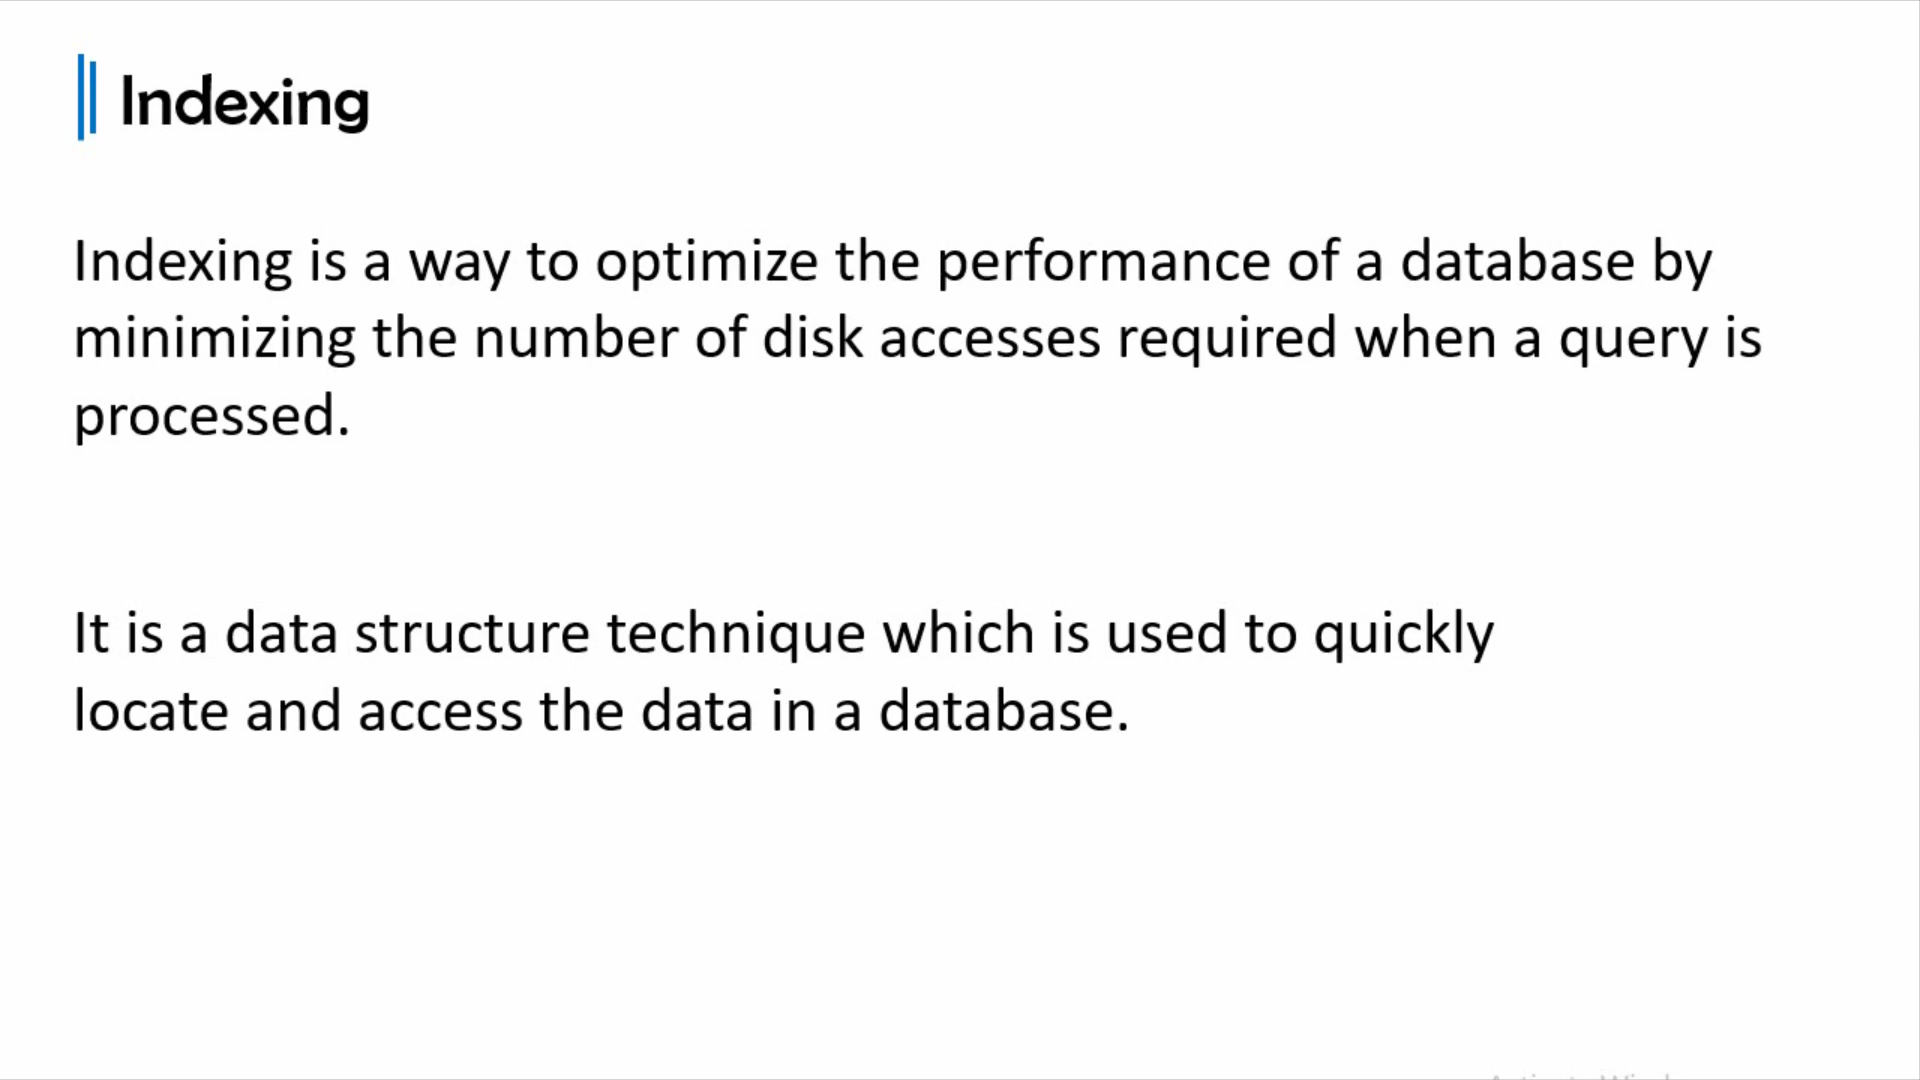 Indexing
Indexing is a way to optimize the performance of a database by
minimizing the number of disk accesses required when a query is
processed.
It is a data structure technique which is used to quickly
locate and access the data in a database.